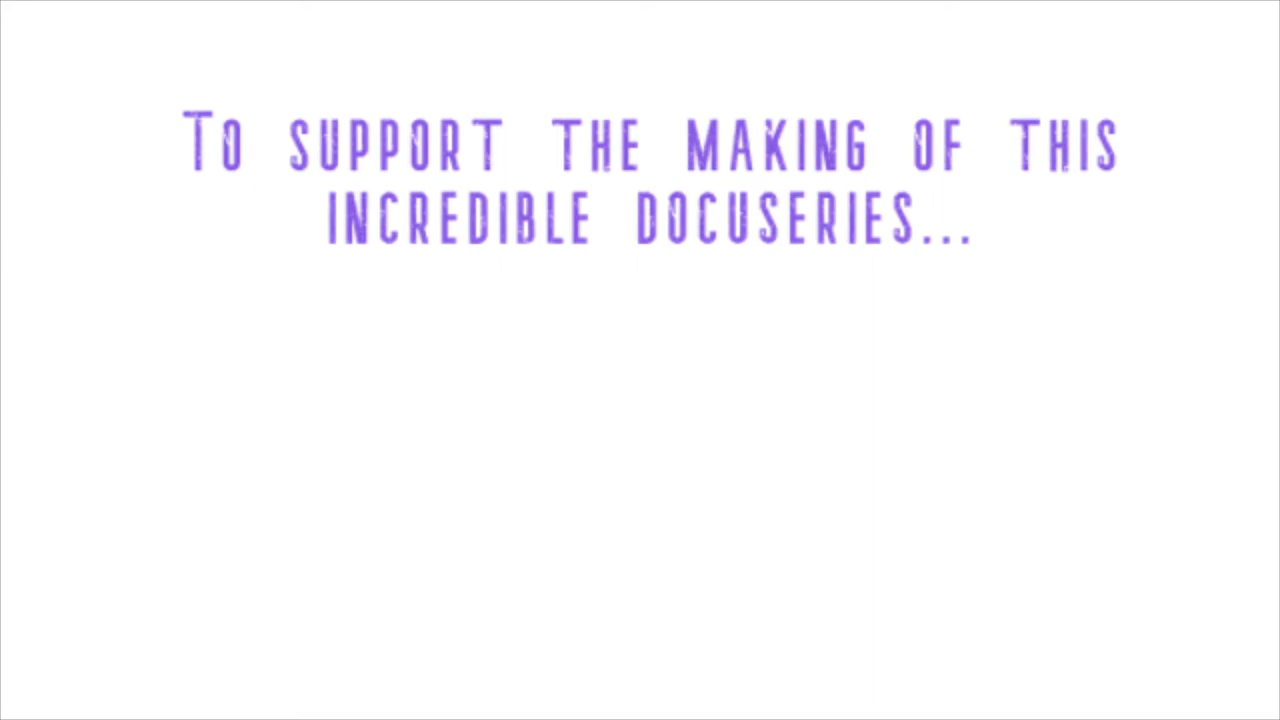 To support the making of this
incredible docuseries...